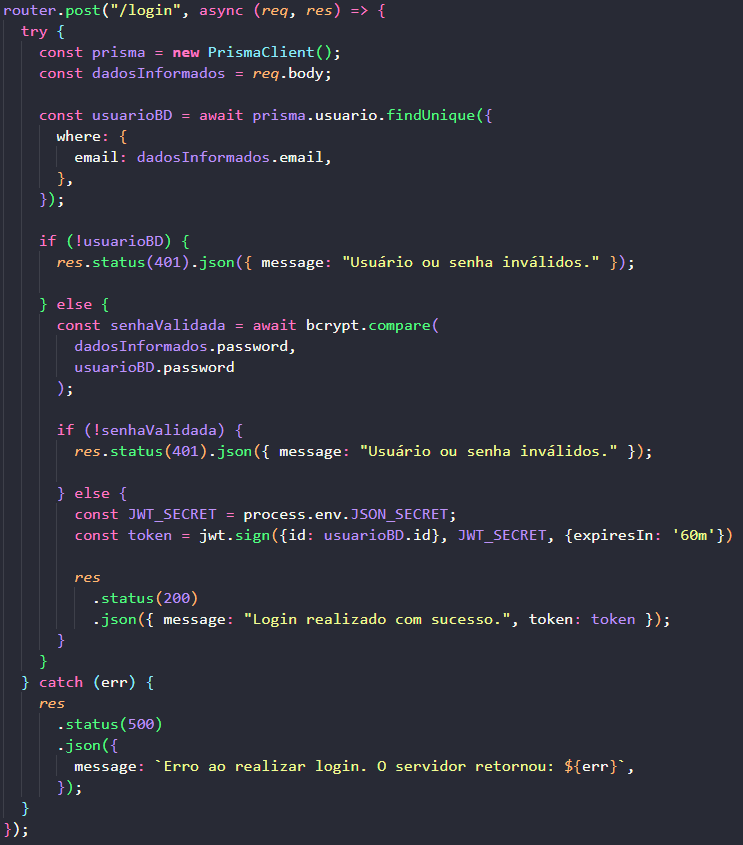 router.post("/login", async (req, res) => {
  try {
    const prisma = new PrismaClient();
    const dadosInformados = req.body;

    const usuarioBD = await prisma.usuario.findUnique({
      where: {
        email: dadosInformados.email,
      },
    });

    if (!usuarioBD) {
      res.status(401).json({ message: "Usuário ou senha inválidos." });

    } else {
      const senhaValidada = await bcrypt.compare(
        dadosInformados.password,
        usuarioBD.password
      );

      if (!senhaValidada) {
        res.status(401).json({ message: "Usuário ou senha inválidos." });

      } else {
        const JWT_SECRET = process.env.JSON_SECRET;
        const token = jwt.sign({id: usuarioBD.id}, JWT_SECRET, {expiresIn: '60m'})

        res
          .status(200)
          .json({ message: "Login realizado com sucesso.", token: token });
      }
    }
  } catch (err) {
    res
      .status(500)
      .json({
        message: `Erro ao realizar login. O servidor retornou: ${err}`,
      });
  }
});